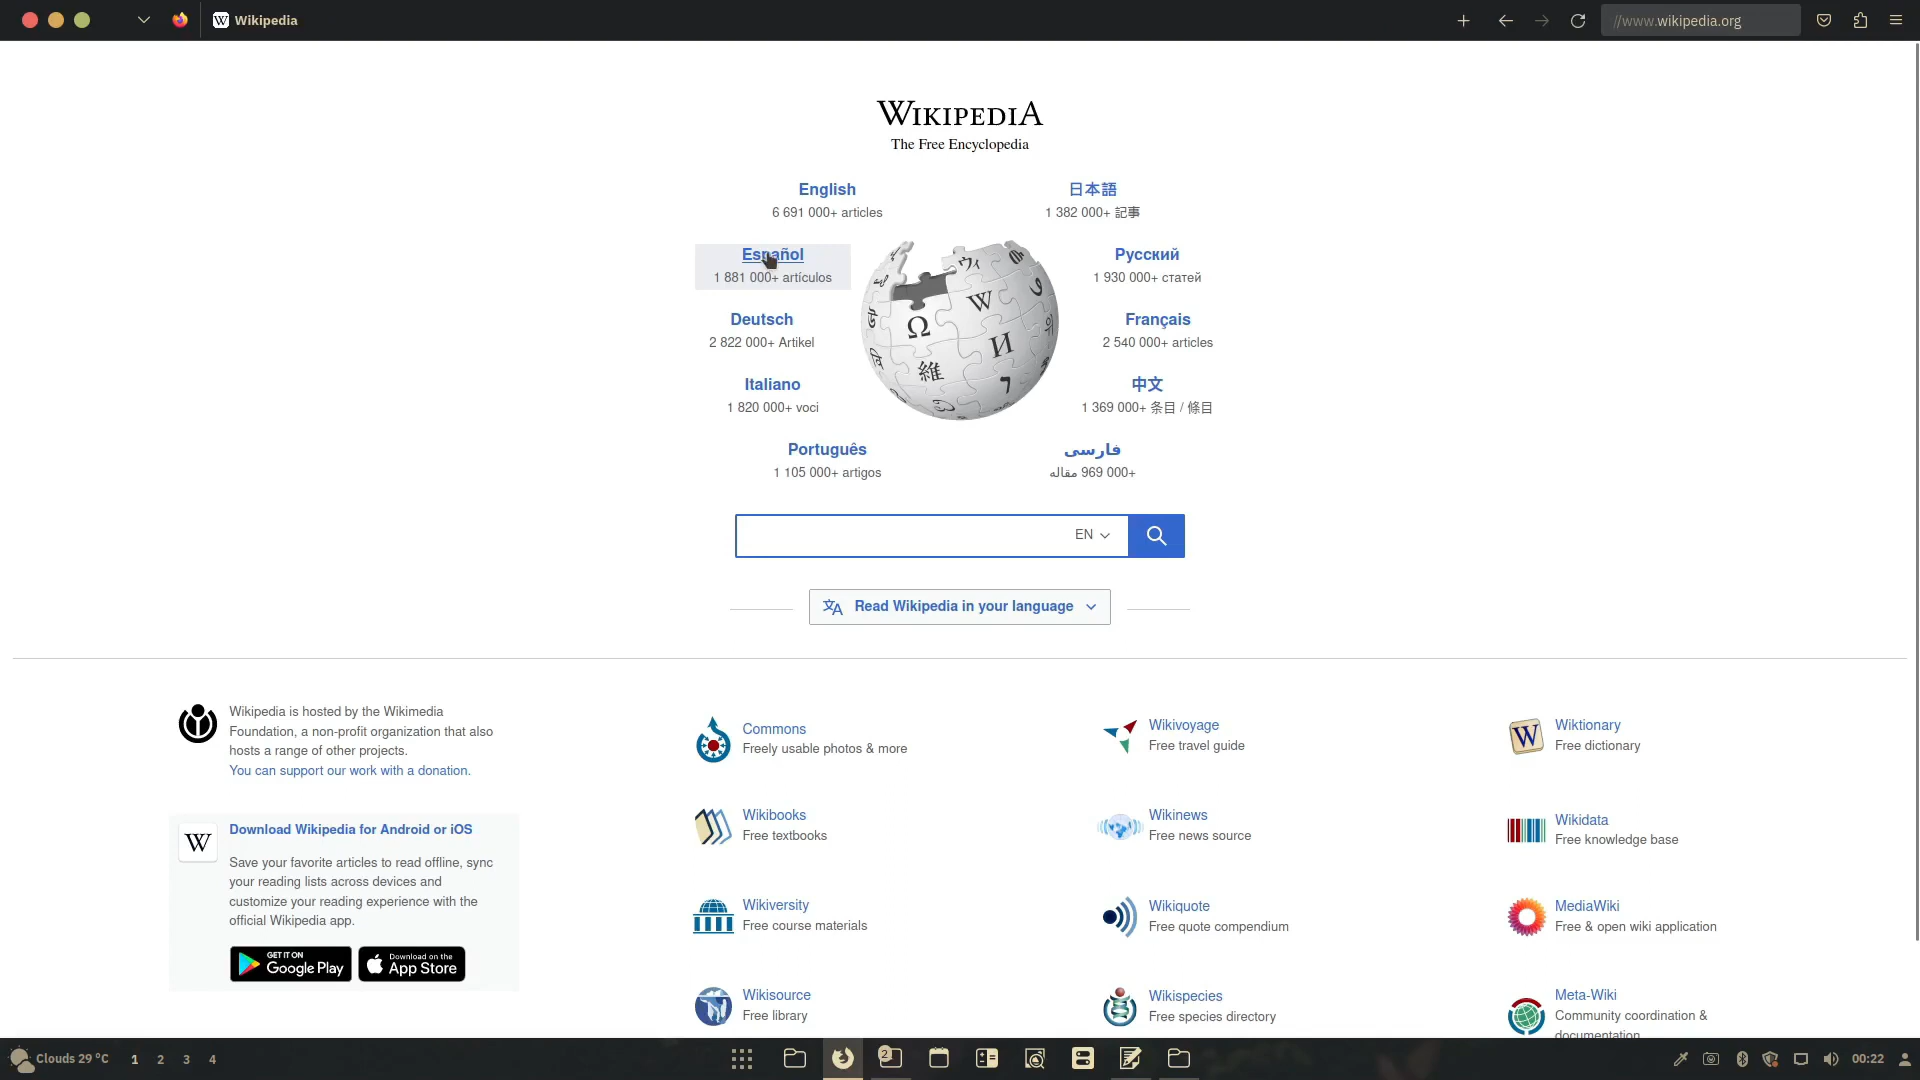 Wikipedia
//www.wikipedia.org
WIKIPEDIA
The Free Encyclopedia
English
6 691 000+ articles
日本語
1 382 000+ 記事
Español
1 881 000+ artículos
Русский
1 930 000+ статей
Deutsch
2 822 000+ Artikel
Français
2 540 000+ articles
Italiano
1 820 000+ voci
中文
1 369 000+ 条目 / 條目
Português
1 105 000+ artigos
فارسی
969 000+ مقاله
EN
Read Wikipedia in your language
Wikipedia is hosted by the Wikimedia
Foundation, a non-profit organization that also
hosts a range of other projects.
You can support our work with a donation.
Download Wikipedia for Android or iOS
Save your favorite articles to read offline, sync
your reading lists across devices and
customize your reading experience with the
official Wikipedia app.
GET IT ON
Google Play
Download on the
App Store
Commons
Freely usable photos & more
Wikivoyage
Free travel guide
Wiktionary
Free dictionary
Wikibooks
Free textbooks
Wikinews
Free news source
Wikidata
Free knowledge base
Wikiversity
Free course materials
Wikiquote
Free quote compendium
MediaWiki
Free & open wiki application
Wikisource
Free library
Wikispecies
Free species directory
Meta-Wiki
Community coordination &
documentation
Clouds 29 °C
1 2 3 4
2
00:22